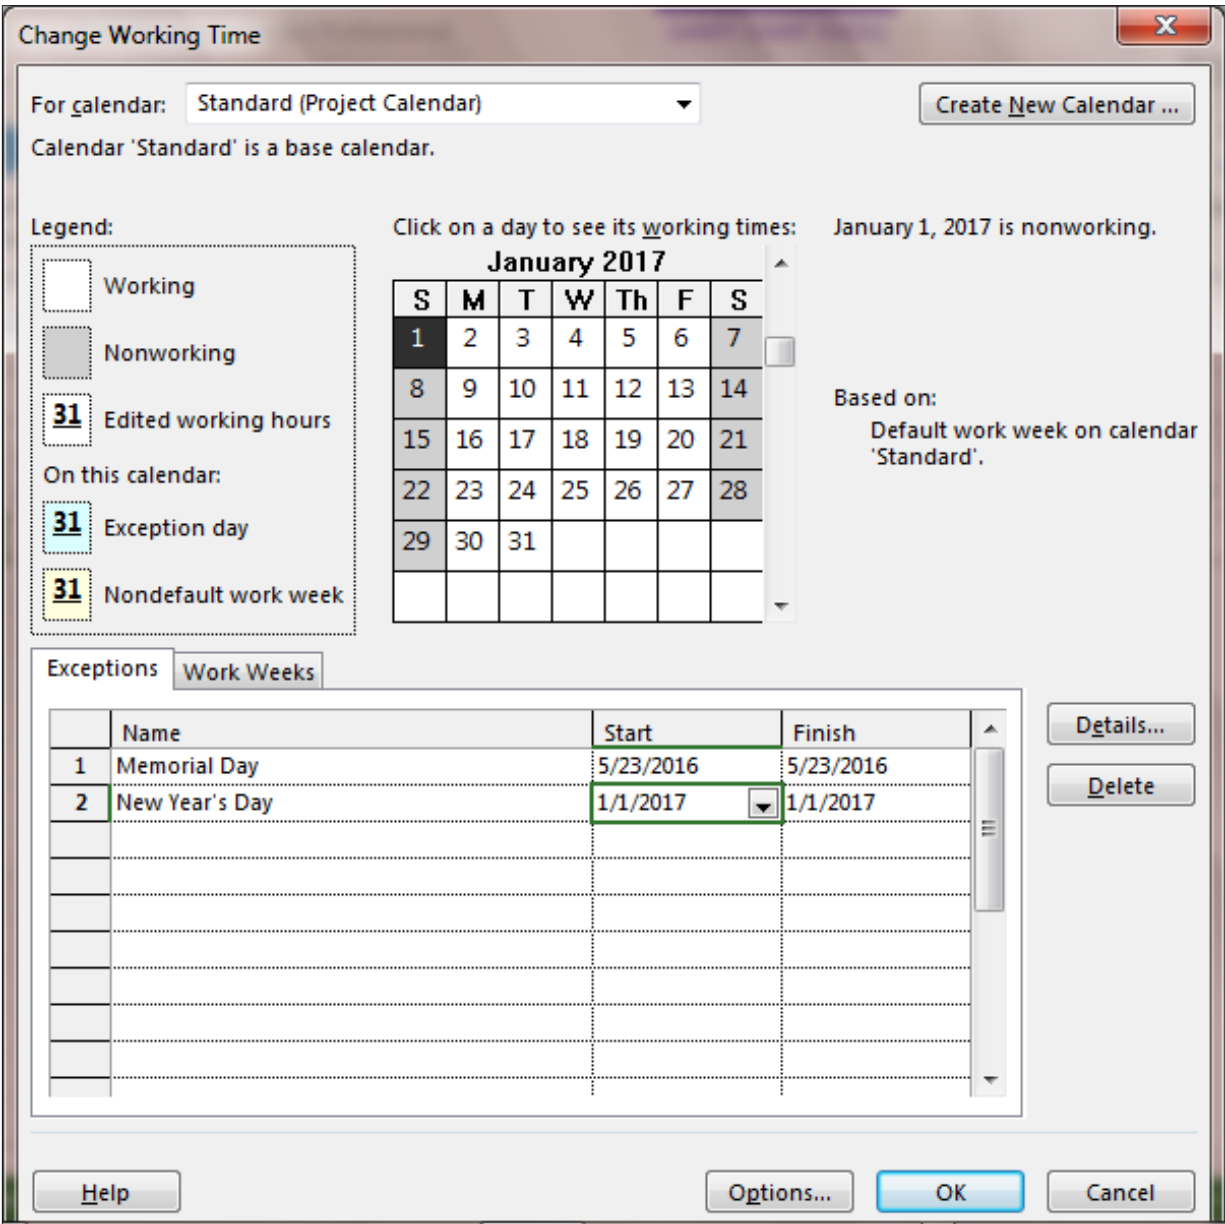 Change Working Time
X
For calendar: Standard (Project Calendar) Create New Calendar ...
Calendar 'Standard' is a base calendar.
Legend:
Working
Nonworking
31 Edited working hours
On this calendar:
31 Exception day
31 Nondefault work week
Click on a day to see its working times:
January 2017
S M T W Th F S
1 2 3 4 5 6 7
8 9 10 11 12 13 14
15 16 17 18 19 20 21
22 23 24 25 26 27 28
29 30 31
January 1, 2017 is nonworking.
Based on:
Default work week on calendar
'Standard'.
Exceptions Work Weeks
Name Start Finish
1 Memorial Day 5/23/2016 5/23/2016
2 New Year's Day 1/1/2017 1/1/2017
Details...
Delete
Help Options... OK Cancel